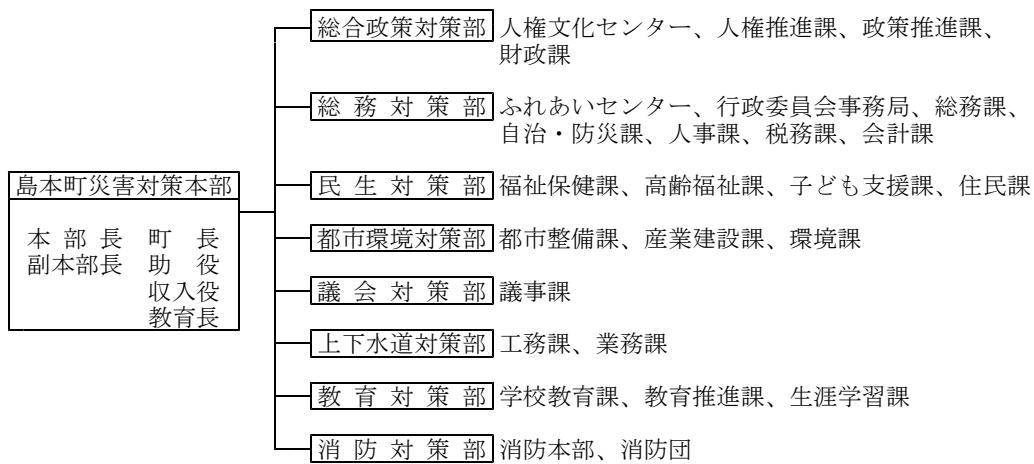 総合政策対策部 人権文化センター、人権推進課、政策推進課、
財政課
総務対策部 ふれあいセンター、行政委員会事務局、総務課、
自治・防災課、人事課、税務課、会計課
島本町災害対策本部
本部長 町長
副本部長 助役
収入役
教育長
民生対策部 福祉保健課、高齢福祉課、子ども支援課、住民課
都市環境対策部 都市整備課、産業建設課、環境課
議会対策部 議事課
上下水道対策部 工務課、業務課
教育対策部 学校教育課、教育推進課、生涯学習課
消防対策部 消防本部、消防団